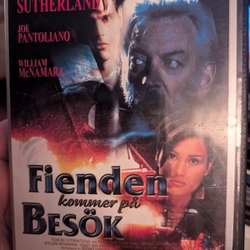 SUTHERLAND
JOE
PANTOLIANO
WILLIAM
McNAMARA
Fienden
kommer på
BESÖK